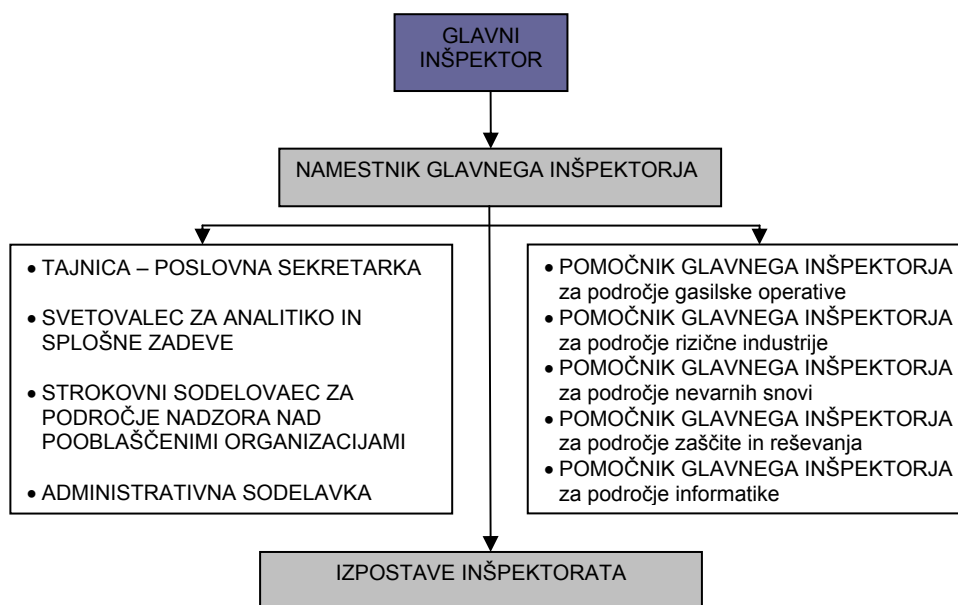 GLAVNI
INŠPEKTOR
NAMESTNIK GLAVNEGA INŠPEKTORJA
• TAJNICA – POSLOVNA SEKRETARKA
• SVETOVALEC ZA ANALITIKO IN
SPLOŠNE ZADEVE
• STROKOVNI SODELOVAEC ZA
PODROČJE NADZORA NAD
POOBLAŠČENIMI ORGANIZACIJAMI
• ADMINISTRATIVNA SODELAVKA
• POMOČNIK GLAVNEGA INŠPEKTORJA
za področje gasilske operative
• POMOČNIK GLAVNEGA INŠPEKTORJA
za področje rizične industrije
• POMOČNIK GLAVNEGA INŠPEKTORJA
za področje nevarnih snovi
• POMOČNIK GLAVNEGA INŠPEKTORJA
za področje zaščite in reševanja
• POMOČNIK GLAVNEGA INŠPEKTORJA
za področje informatike
IZPOSTAVE INŠPEKTORATA